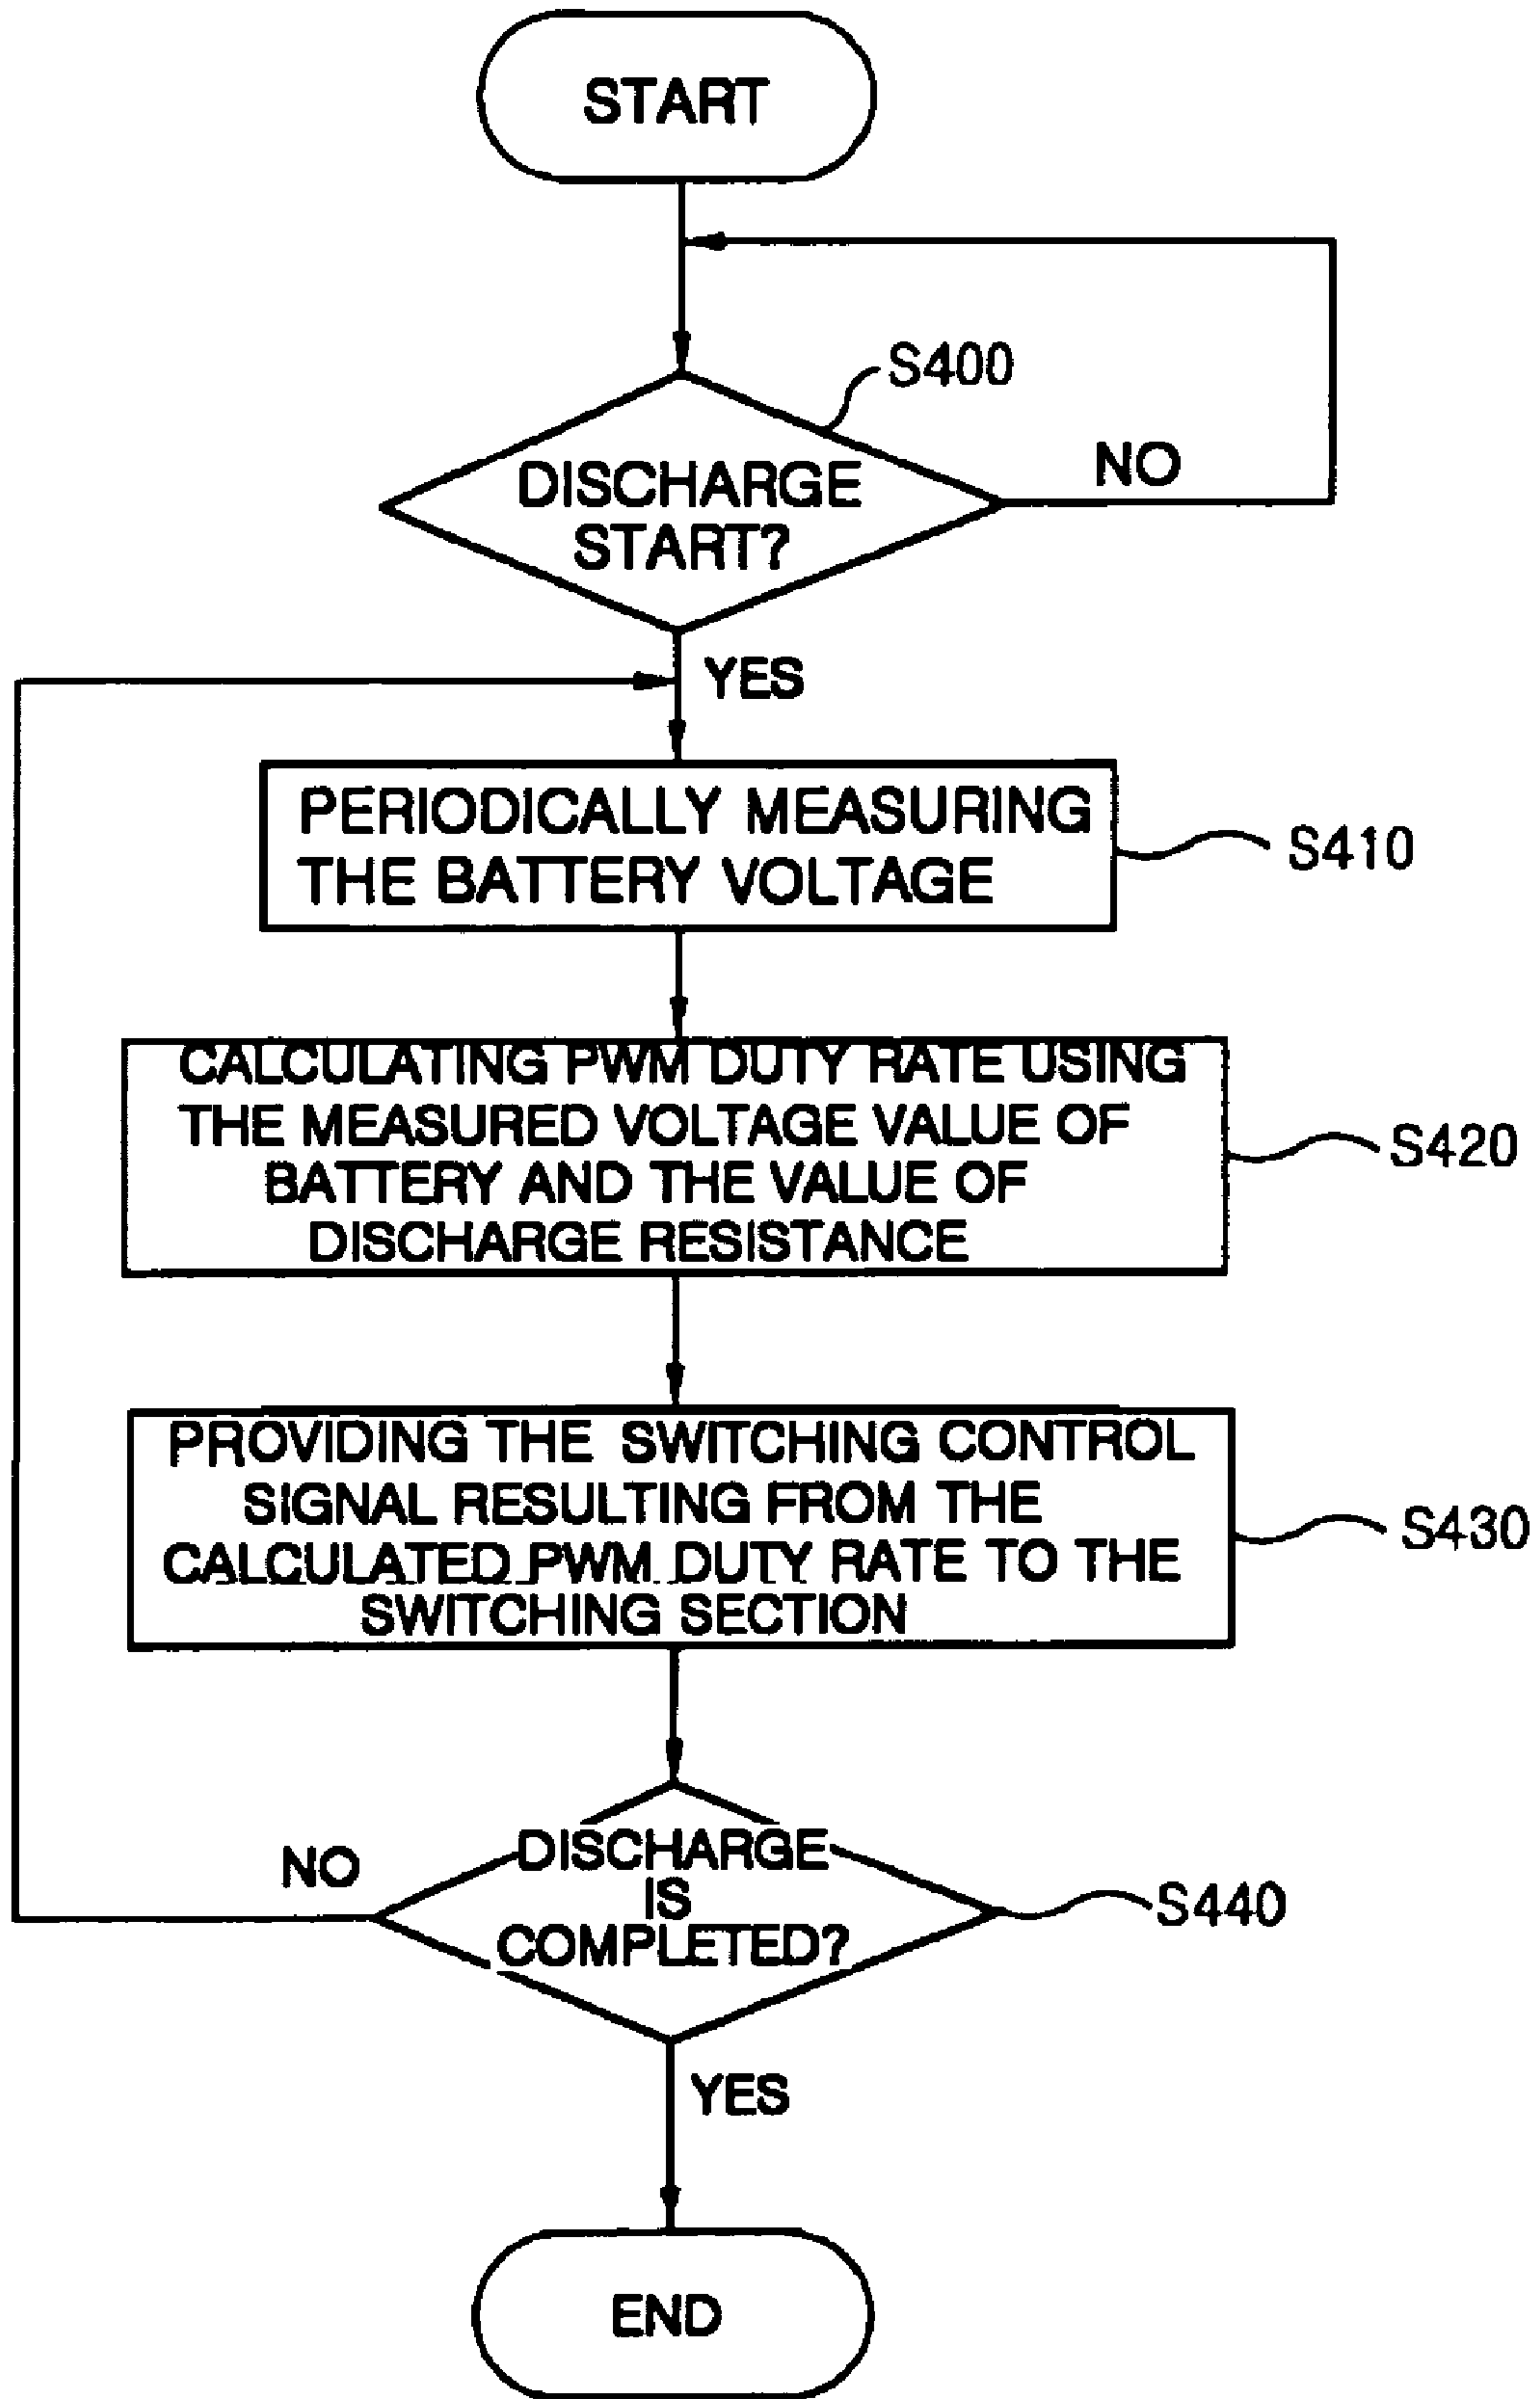 START
S400
DISCHARGE
START?
NO
YES
PERIODICALLY MEASURING
THE BATTERY VOLTAGE
S410
CALCULATING PWM DUTY RATE USING
THE MEASURED VOLTAGE VALUE OF
BATTERY AND THE VALUE OF
DISCHARGE RESISTANCE
S420
PROVIDING THE SWITCHING CONTROL
SIGNAL RESULTING FROM THE
CALCULATED PWM DUTY RATE TO THE
SWITCHING SECTION
S430
NO
DISCHARGE
IS
COMPLETED?
S440
YES
END